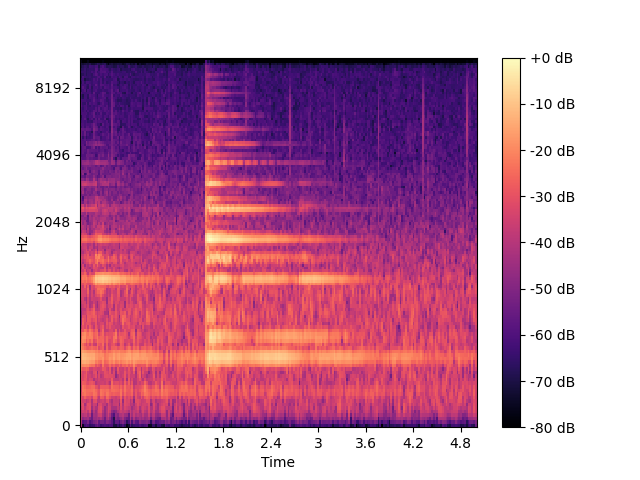 +0 dB
8192
-10 dB
4096
-20 dB
-30 dB
2048
Hz
-40 dB
1024
-50 dB
-60 dB
512
-70 dB
0
-80 dB
0 0.6 1.2 1.8 2.4 3 3.6 4.2 4.8
Time